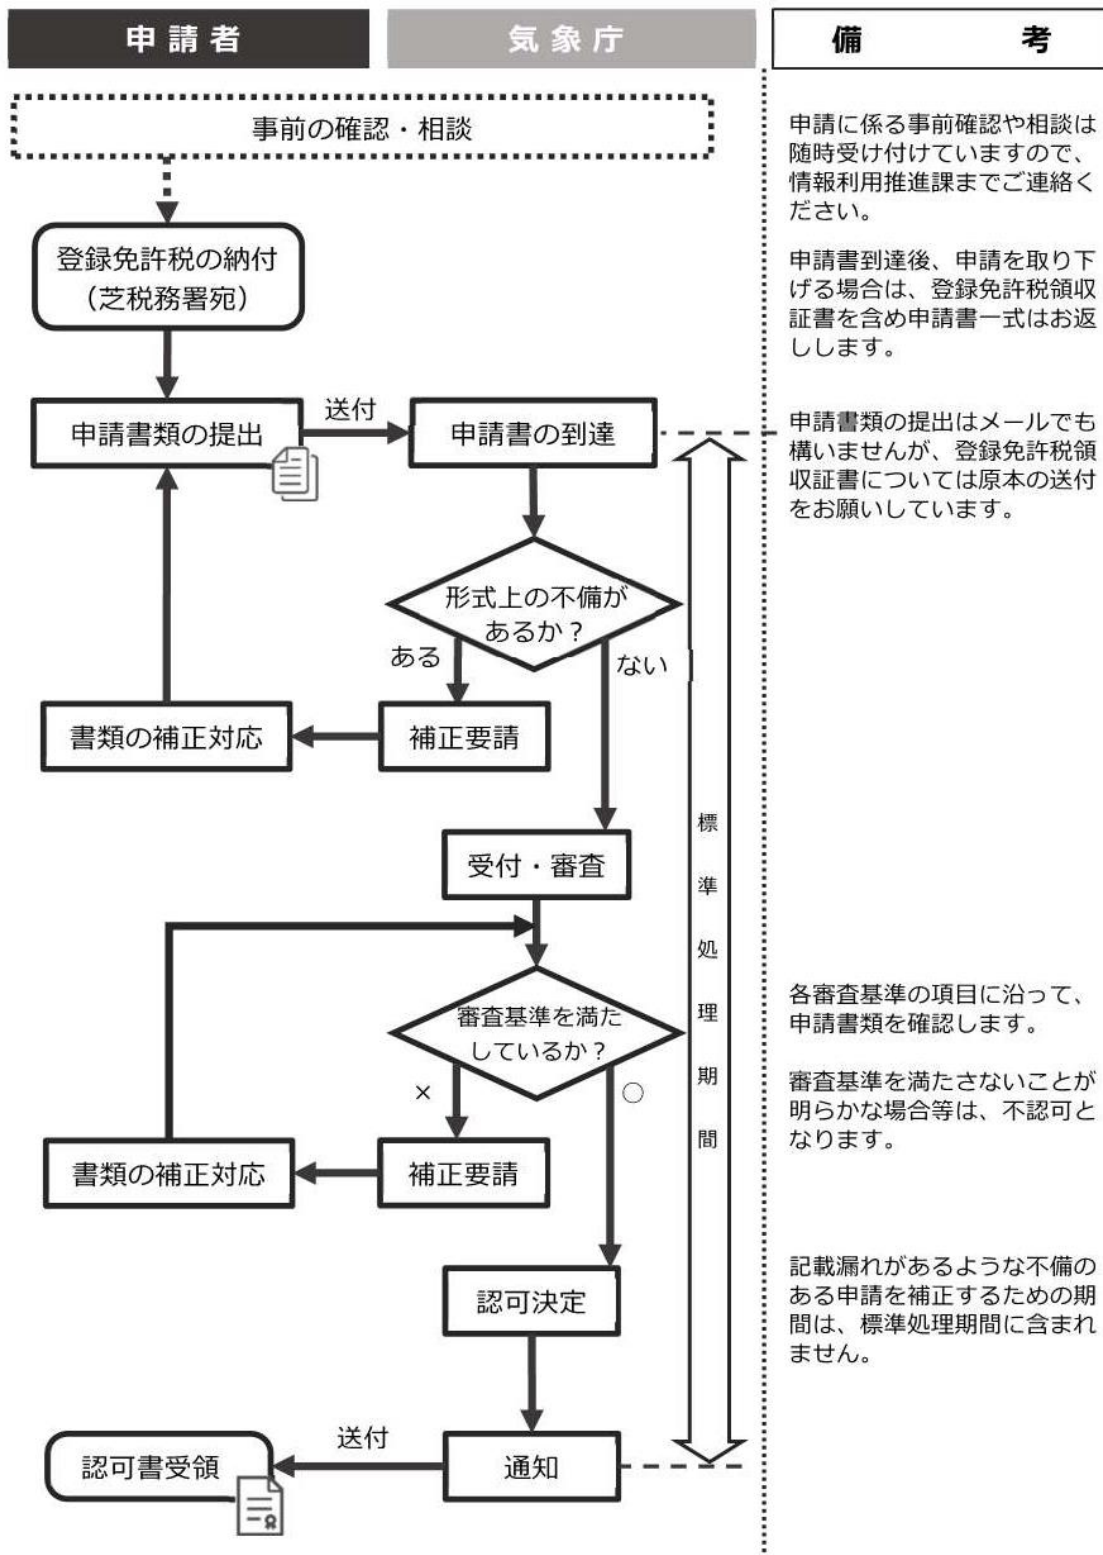 申請者
気象庁
備考
事前の確認・相談
申請に係る事前確認や相談は
随時受け付けていますので、
情報利用推進課までご連絡く
ださい。
登録免許税の納付
（芝税務署宛）
申請書到達後、申請を取り下
げる場合は、登録免許税領収
証書を含め申請書一式はお返
しします。
申請書類の提出
送付
申請書の到達
申請書類の提出はメールでも
構いませんが、登録免許税領
収証書については原本の送付
をお願いしています。
形式上の不備が
あるか？
ある
ない
書類の補正対応
補正要請
標準処理期間
受付・審査
審査基準を満た
しているか？
×
○
各審査基準の項目に沿って、
申請書類を確認します。
審査基準を満たさないことが
明らかな場合等は、不認可と
なります。
書類の補正対応
補正要請
認可決定
記載漏れがあるような不備の
ある申請を補正するための期
間は、標準処理期間に含まれ
ません。
認可書受領
送付
通知